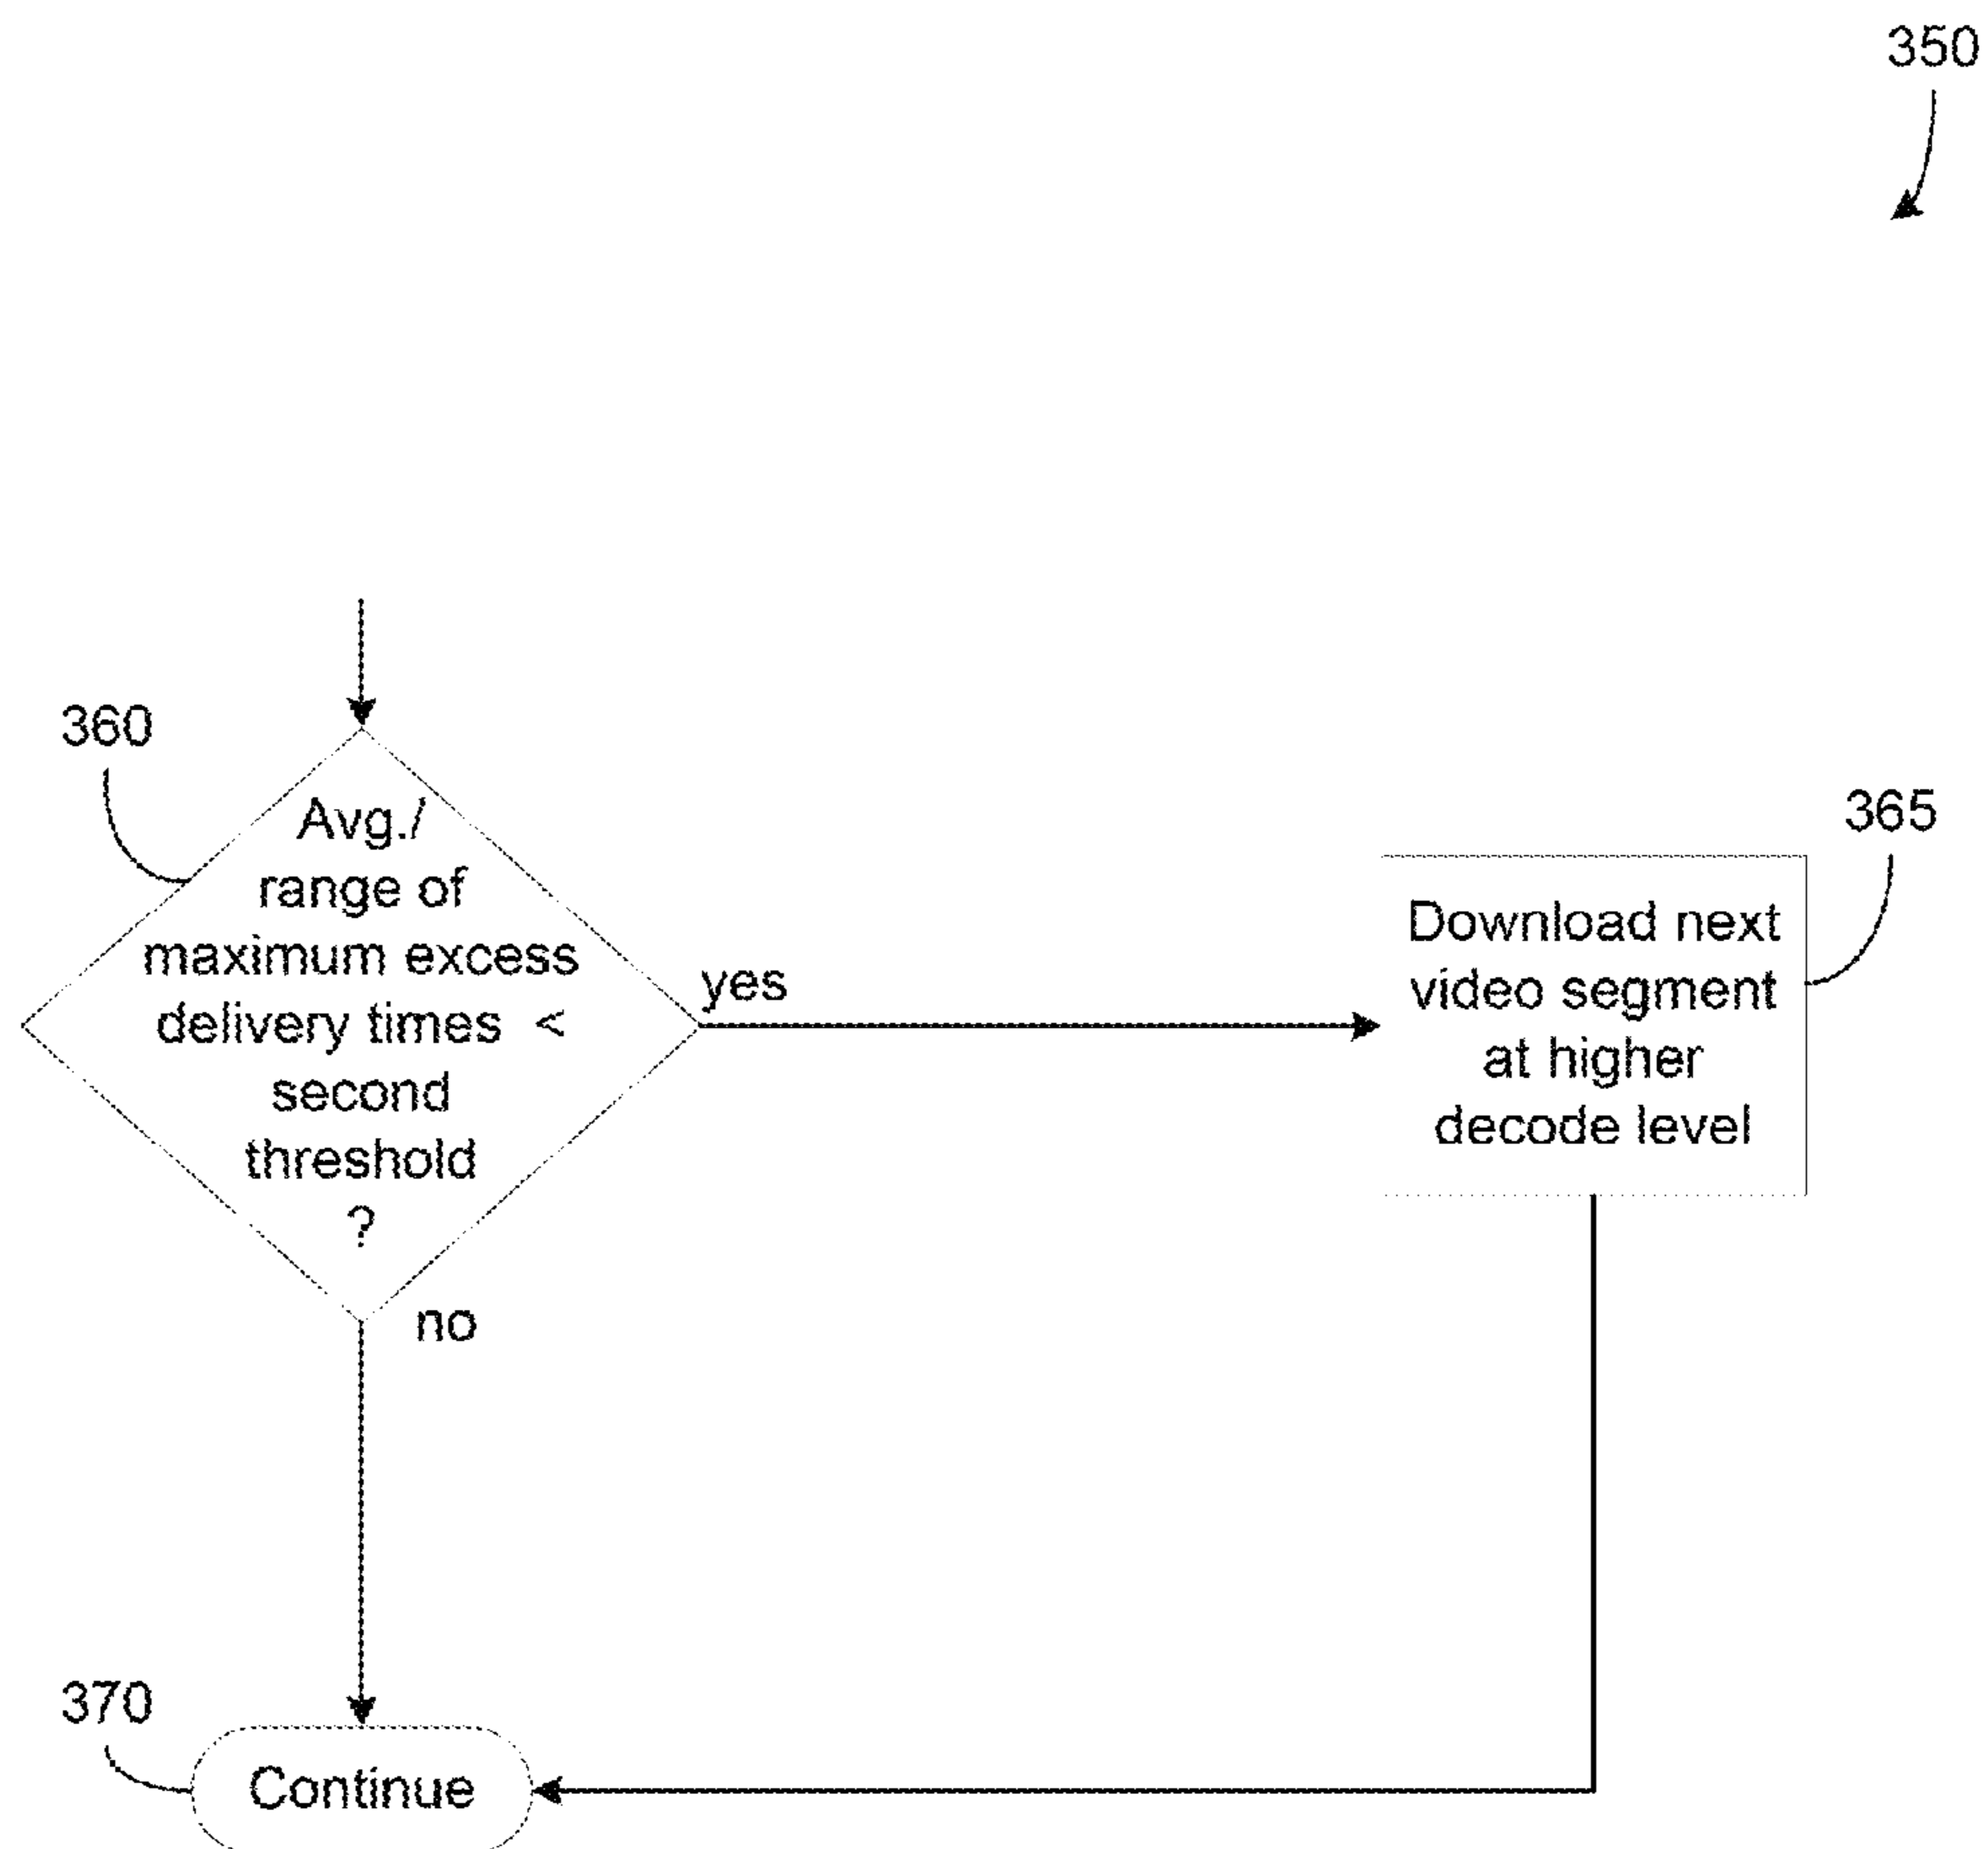 350
360
Avg./
range of
maximum excess
delivery times <
second
threshold
?
yes
no
365
Download next
video segment
at higher
decode level
370
Continue